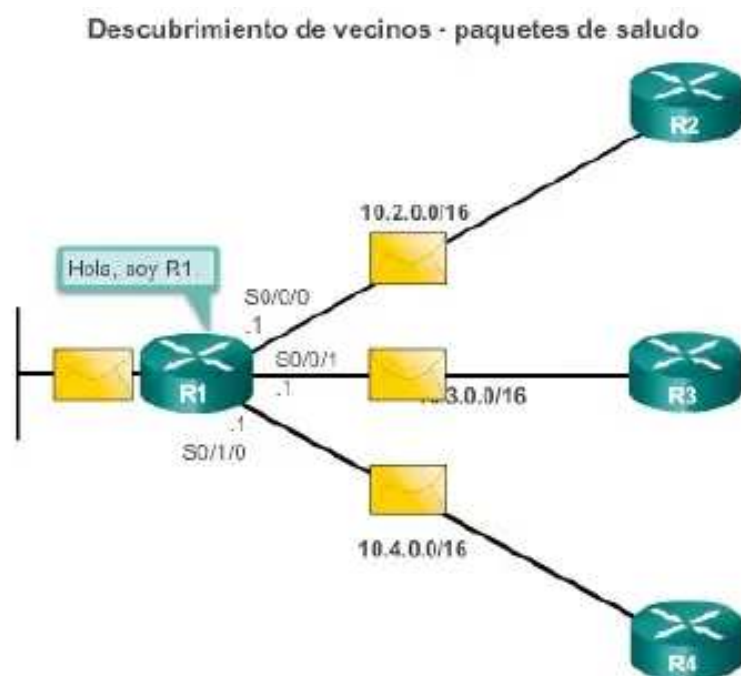 Descubrimiento de vecinos - paquetes de saludo
R2
10.2.0.0/16
Hola, soy R1.
S0/0/0
.1
S0/0/1
.1
R1
R3
.3.0.0/16
.1
S0/1/0
10.4.0.0/16
R4